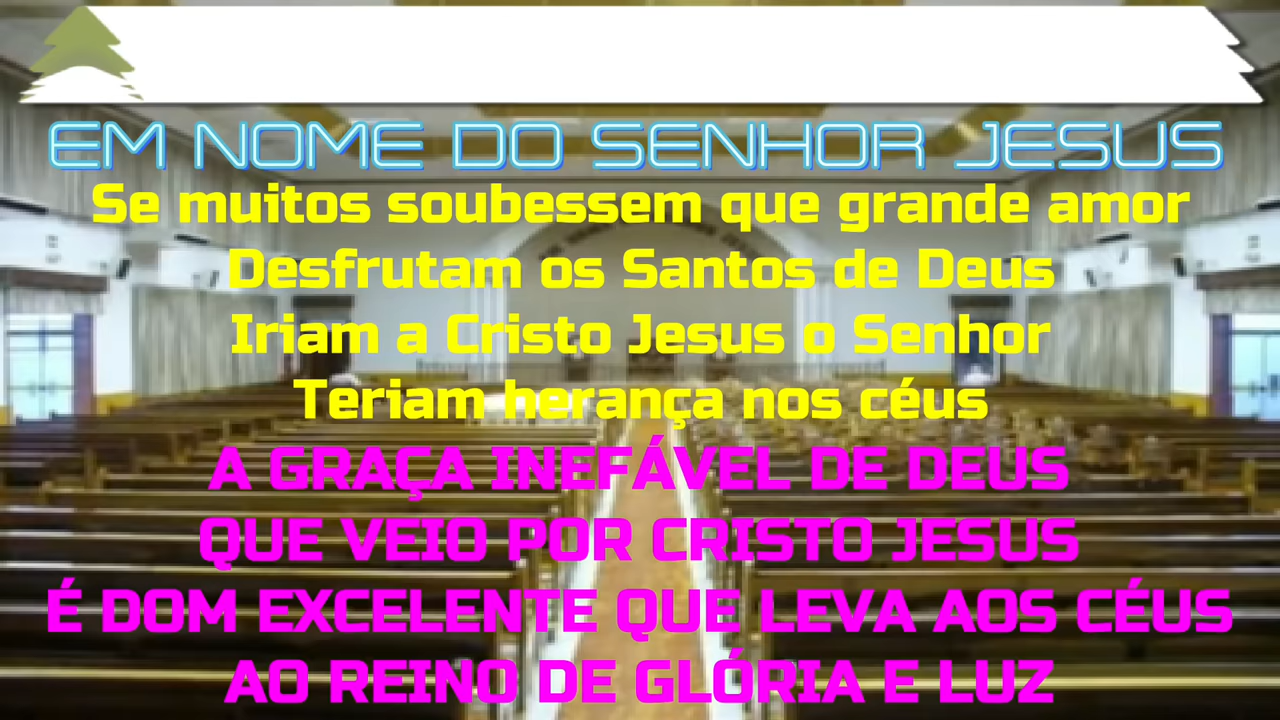 EM NOME DO SENHOR JESUS
Se muitos soubessem que grande amor
Desfrutam os Santos de Deus
Iriam a Cristo Jesus o Senhor
Teriam herança nos céus
A GRAÇA INEFÁVEL DE DEUS
QUE VEIO POR CRISTO JESUS
É DOM EXCELENTE QUE LEVA AOS CÉUS
AO REINO DE GLÓRIA E LUZ